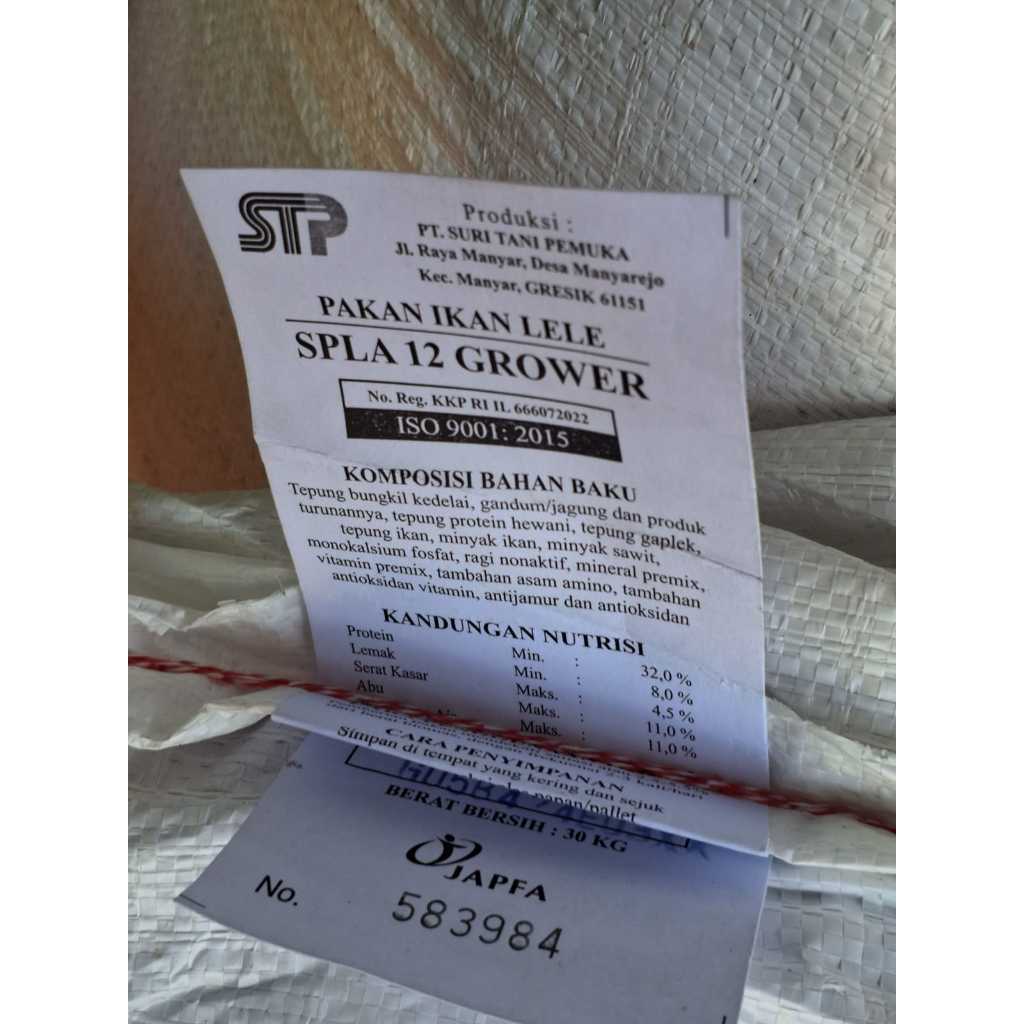 STP
Produksi :
PT. SURI TANI PEMUKA
Jl. Raya Manyar, Desa Manyarejo
Kec. Manyar, GRESIK 61151
PAKAN IKAN LELE
SPLA 12 GROWER
No. Reg. KKP RI IL 666072022
ISO 9001: 2015
KOMPOSISI BAHAN BAKU
Tepung bungkil kedelai, gandum/jagung dan produk
turunannya, tepung protein hewani, tepung gaplek,
tepung ikan, minyak ikan, minyak sawit,
monokalsium fosfat, ragi nonaktif, mineral premix,
vitamin premix, tambahan asam amino, tambahan
antioksidan vitamin, antijamur dan antioksidan
KANDUNGAN NUTRISI
Protein Min. : 32,0 %
Lemak Min. : 8,0 %
Serat Kasar Maks. : 4,5 %
Abu Maks. : 11,0 %
Maks. : 11,0 %
CARA PENYIMPANAN
Simpan di tempat yang kering dan sejuk
papan/pallet
BERAT BERSIH : 30 KG
JAPFA
No. 583984